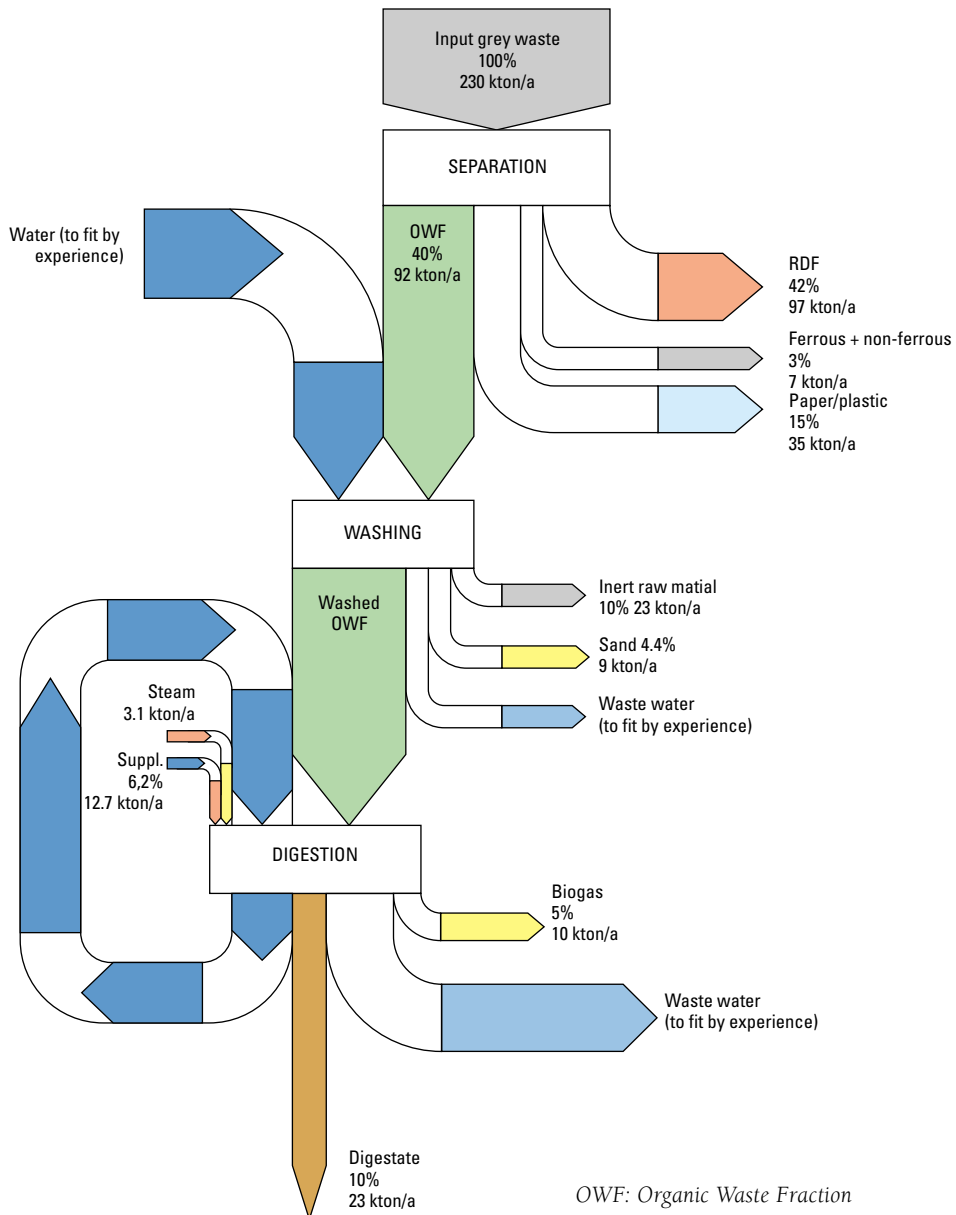 Input grey waste
100%
230 kton/a
SEPARATION
Water (to fit by
experience)
OWF
40%
92 kton/a
RDF
42%
97 kton/a
Ferrous + non-ferrous
3%
7 kton/a
Paper/plastic
15%
35 kton/a
WASHING
Inert raw matial
10% 23 kton/a
Washed
OWF
Sand 4.4%
9 kton/a
Steam
3.1 kton/a
Waste water
(to fit by experience)
Suppl.
6,2%
12.7 kton/a
DIGESTION
Biogas
5%
10 kton/a
Waste water
(to fit by experience)
Digestate
10%
23 kton/a
OWF: Organic Waste Fraction